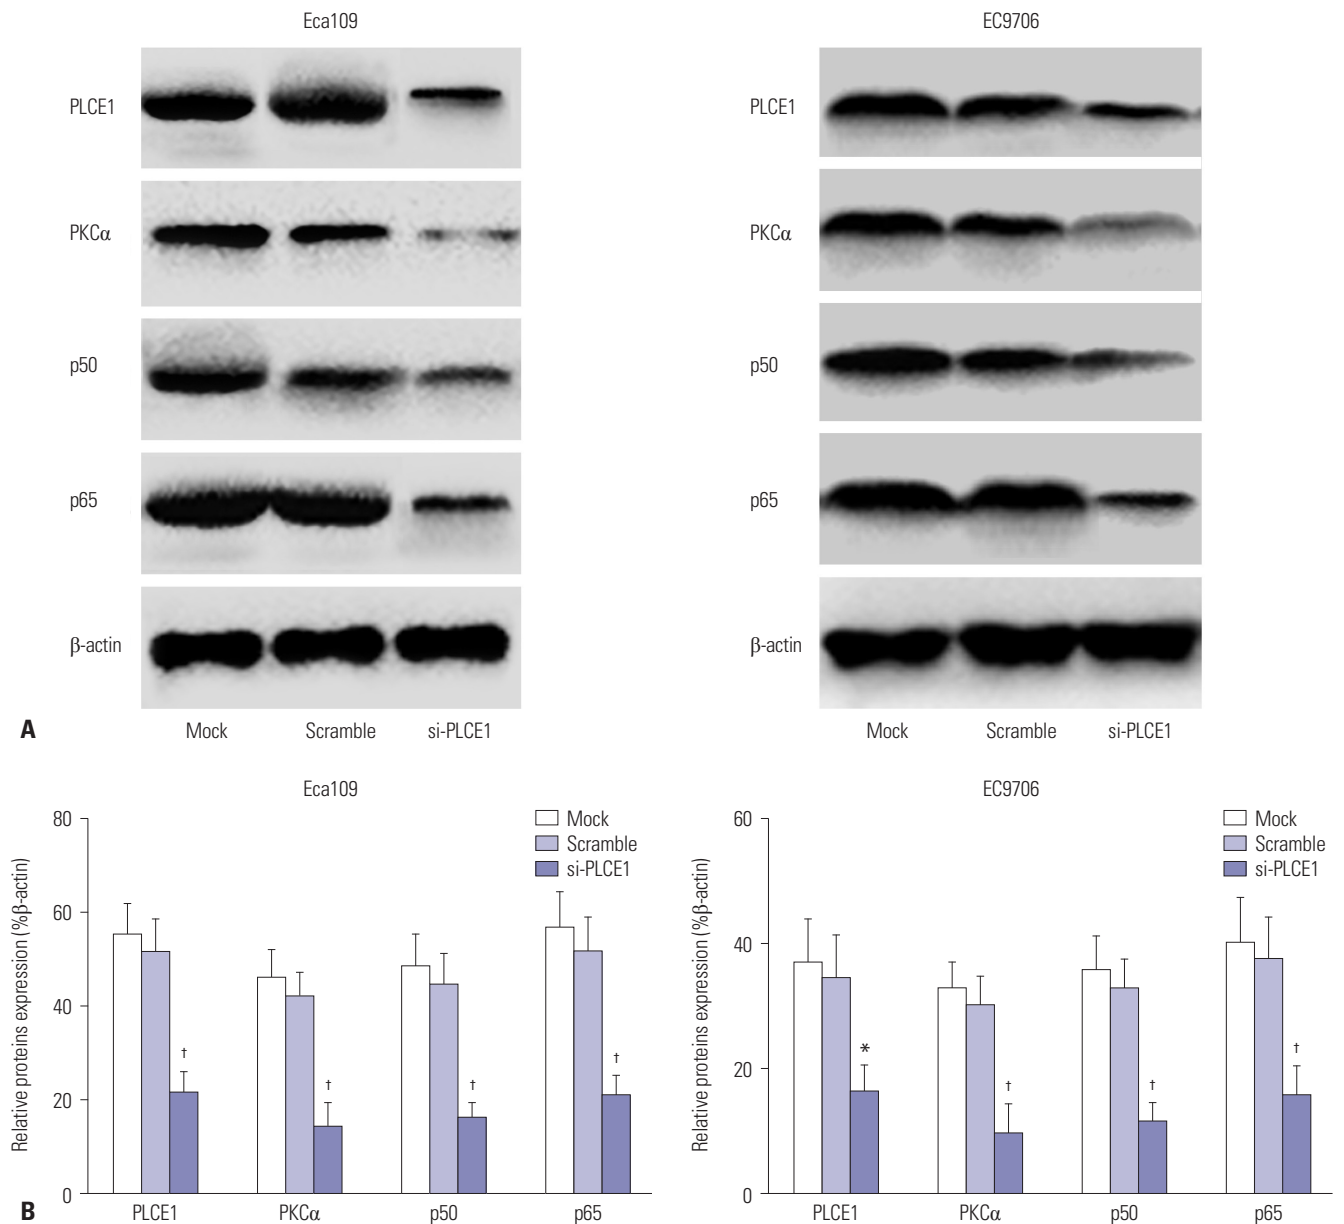 Eca109
PLCE1
PKCα
p50
p65
β-actin
A
Mock Scramble si-PLCE1
EC9706
PLCE1
PKCα
p50
p65
β-actin
Mock Scramble si-PLCE1
Eca109
Relative proteins expression (%β-actin)
80
60
40
20
0
Mock
Scramble
si-PLCE1
† † † †
B
PLCE1 PKCα p50 p65
EC9706
Relative proteins expression (%β-actin)
60
40
20
0
Mock
Scramble
si-PLCE1
* † † †
PLCE1 PKCα p50 p65